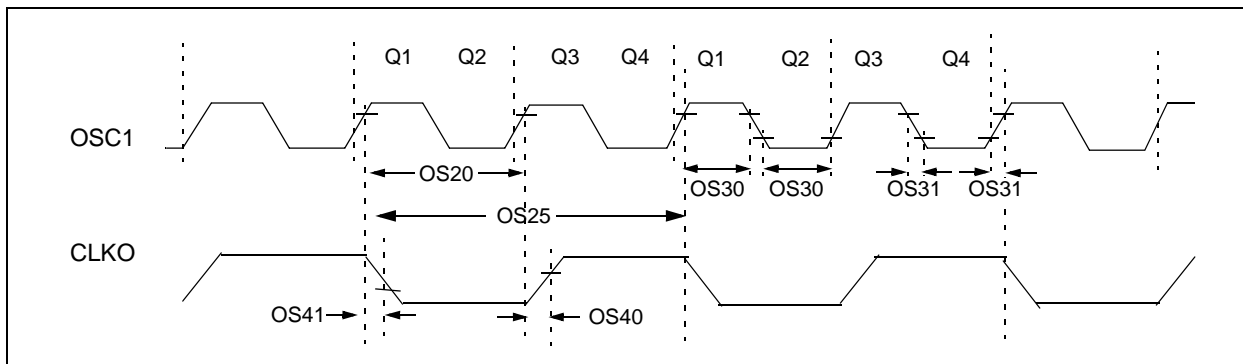 Q1 Q2 Q3 Q4 Q1 Q2 Q3 Q4
OSC1
OS20 OS30 OS30 OS31 OS31
OS25
CLKO
OS41 OS40